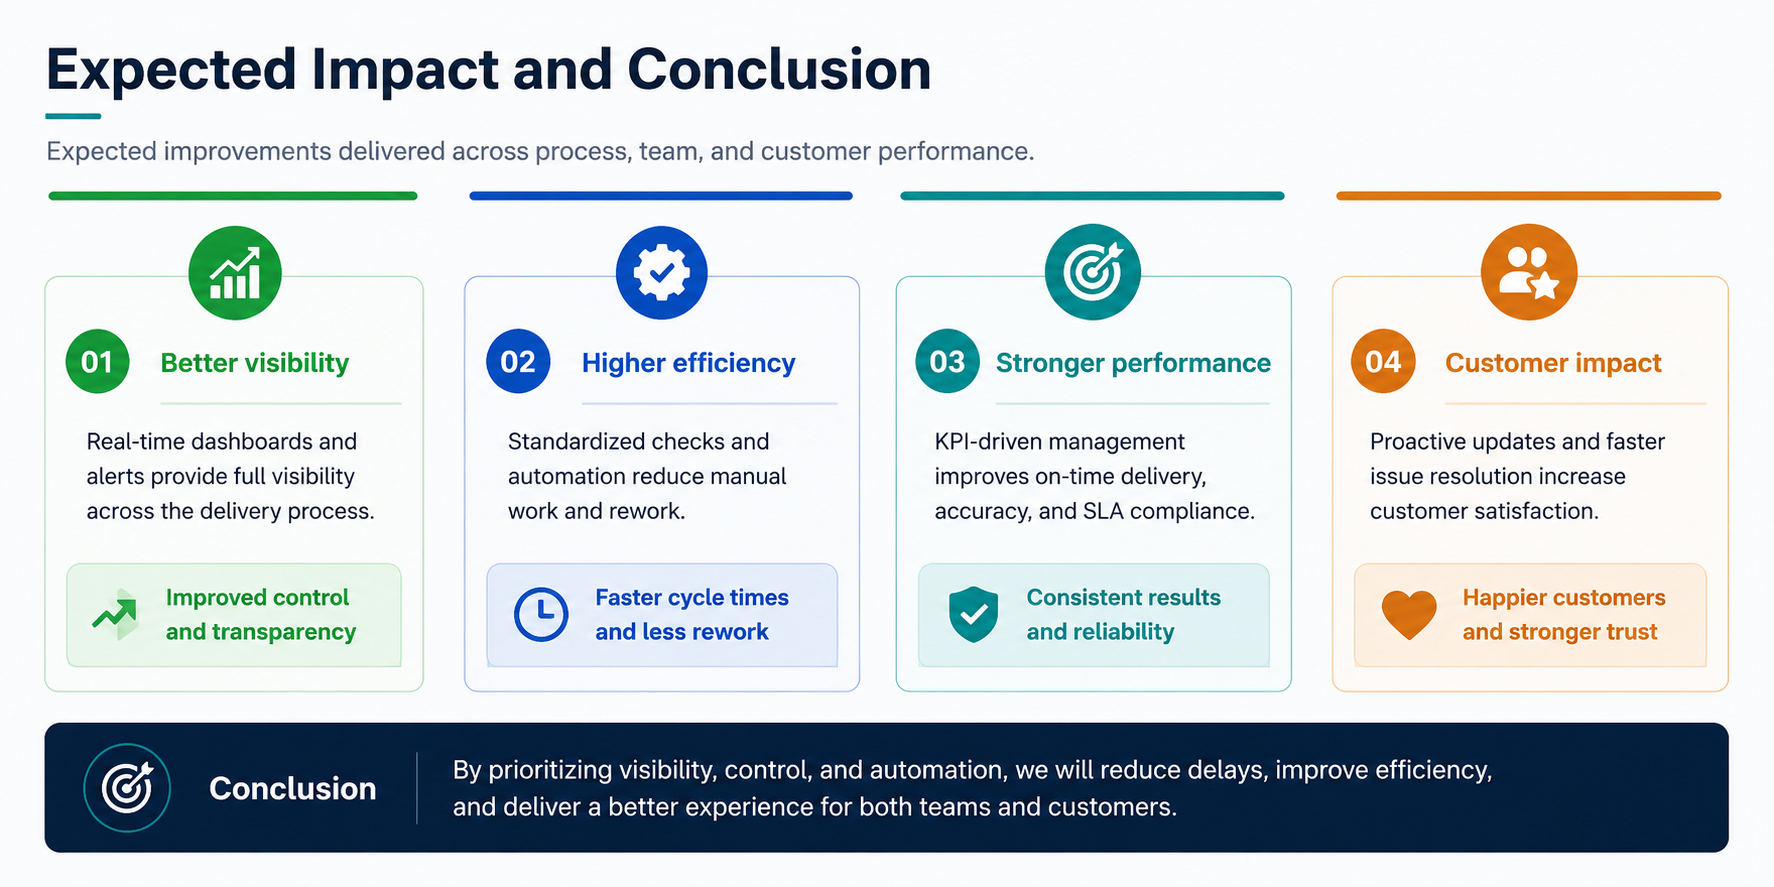 Expected Impact and Conclusion
Expected improvements delivered across process, team, and customer performance.
01
Better visibility
Real-time dashboards and
alerts provide full visibility
across the delivery process.
Improved control
and transparency
02
Higher efficiency
Standardized checks and
automation reduce manual
work and rework.
Faster cycle times
and less rework
03
Stronger performance
KPI-driven management
improves on-time delivery,
accuracy, and SLA compliance.
Consistent results
and reliability
04
Customer impact
Proactive updates and faster
issue resolution increase
customer satisfaction.
Happier customers
and stronger trust
Conclusion
By prioritizing visibility, control, and automation, we will reduce delays, improve efficiency,
and deliver a better experience for both teams and customers.